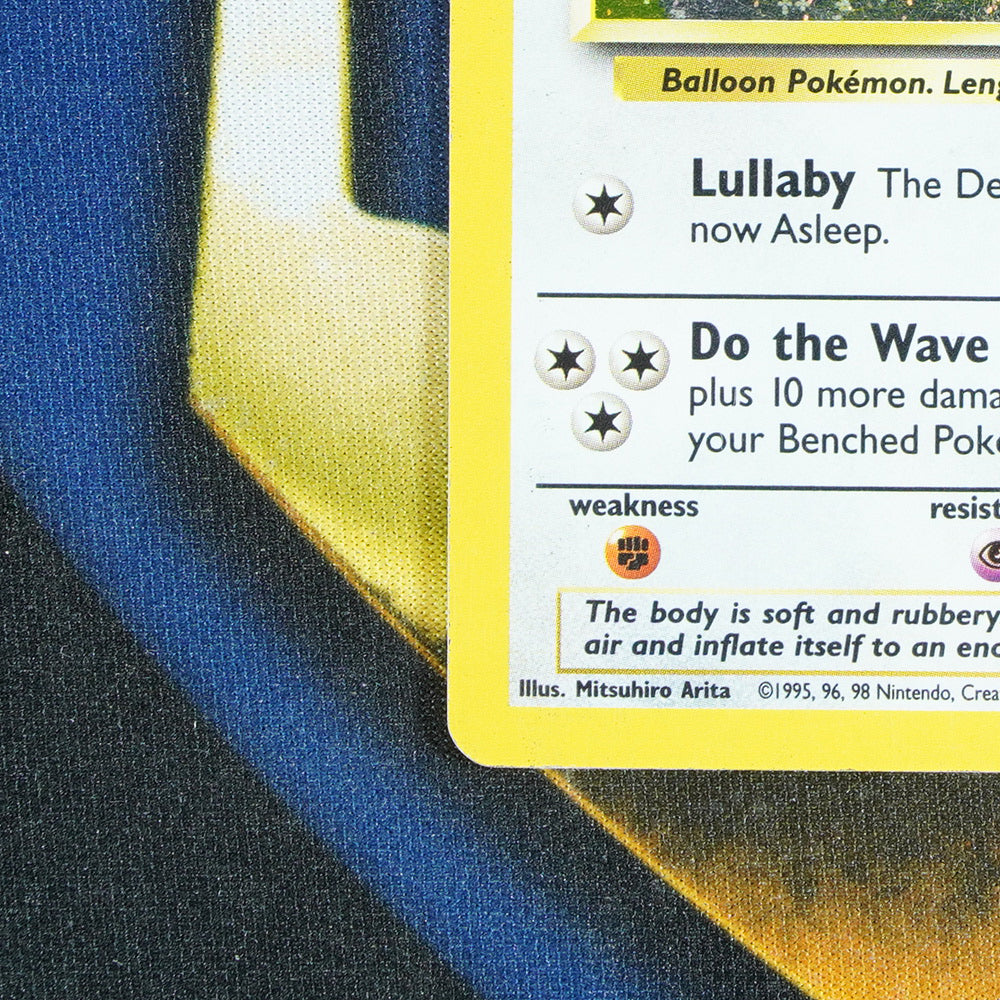 Balloon Pokémon. Leng
Lullaby The De
now Asleep.
Do the Wave
plus 10 more dama
your Benched Poké
weakness
resist
The body is soft and rubbery
air and inflate itself to an eno
Illus. Mitsuhiro Arita ©1995, 96, 98 Nintendo, Crea